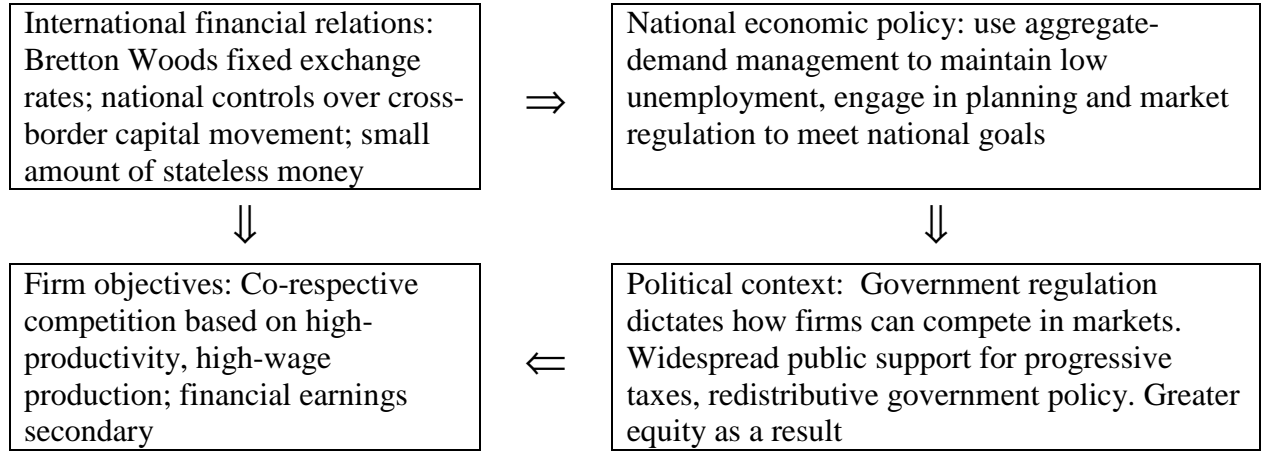 International financial relations:
Bretton Woods fixed exchange
rates; national controls over cross-
border capital movement; small
amount of stateless money
⇒
National economic policy: use aggregate-
demand management to maintain low
unemployment, engage in planning and market
regulation to meet national goals
⇓
⇓
Firm objectives: Co-respective
competition based on high-
productivity, high-wage
production; financial earnings
secondary
⇐
Political context:  Government regulation
dictates how firms can compete in markets.
Widespread public support for progressive
taxes, redistributive government policy. Greater
equity as a result